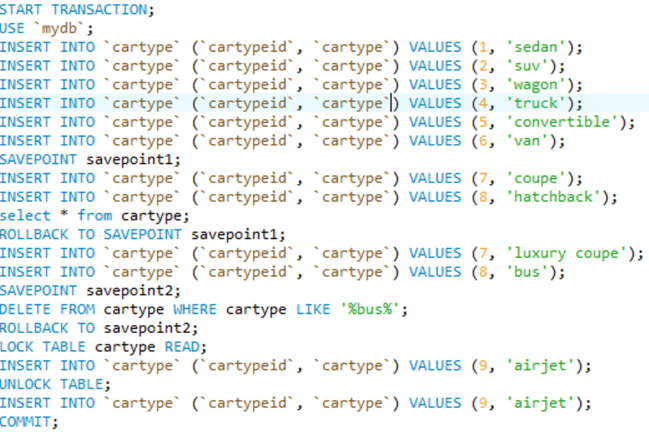 START TRANSACTION;
USE `mydb`;
INSERT INTO `cartype` (`cartypeid`, `cartype`) VALUES (1, 'sedan');
INSERT INTO `cartype` (`cartypeid`, `cartype`) VALUES (2, 'suv');
INSERT INTO `cartype` (`cartypeid`, `cartype`) VALUES (3, 'wagon');
INSERT INTO `cartype` (`cartypeid`, `cartype`) VALUES (4, 'truck');
INSERT INTO `cartype` (`cartypeid`, `cartype`) VALUES (5, 'convertible');
INSERT INTO `cartype` (`cartypeid`, `cartype`) VALUES (6, 'van');
SAVEPOINT savepoint1;
INSERT INTO `cartype` (`cartypeid`, `cartype`) VALUES (7, 'coupe');
INSERT INTO `cartype` (`cartypeid`, `cartype`) VALUES (8, 'hatchback');
select * from cartype;
ROLLBACK TO SAVEPOINT savepoint1;
INSERT INTO `cartype` (`cartypeid`, `cartype`) VALUES (7, 'luxury coupe');
INSERT INTO `cartype` (`cartypeid`, `cartype`) VALUES (8, 'bus');
SAVEPOINT savepoint2;
DELETE FROM cartype WHERE cartype LIKE '%bus%';
ROLLBACK TO savepoint2;
LOCK TABLE cartype READ;
INSERT INTO `cartype` (`cartypeid`, `cartype`) VALUES (9, 'airjet');
UNLOCK TABLE;
INSERT INTO `cartype` (`cartypeid`, `cartype`) VALUES (9, 'airjet');
COMMIT;